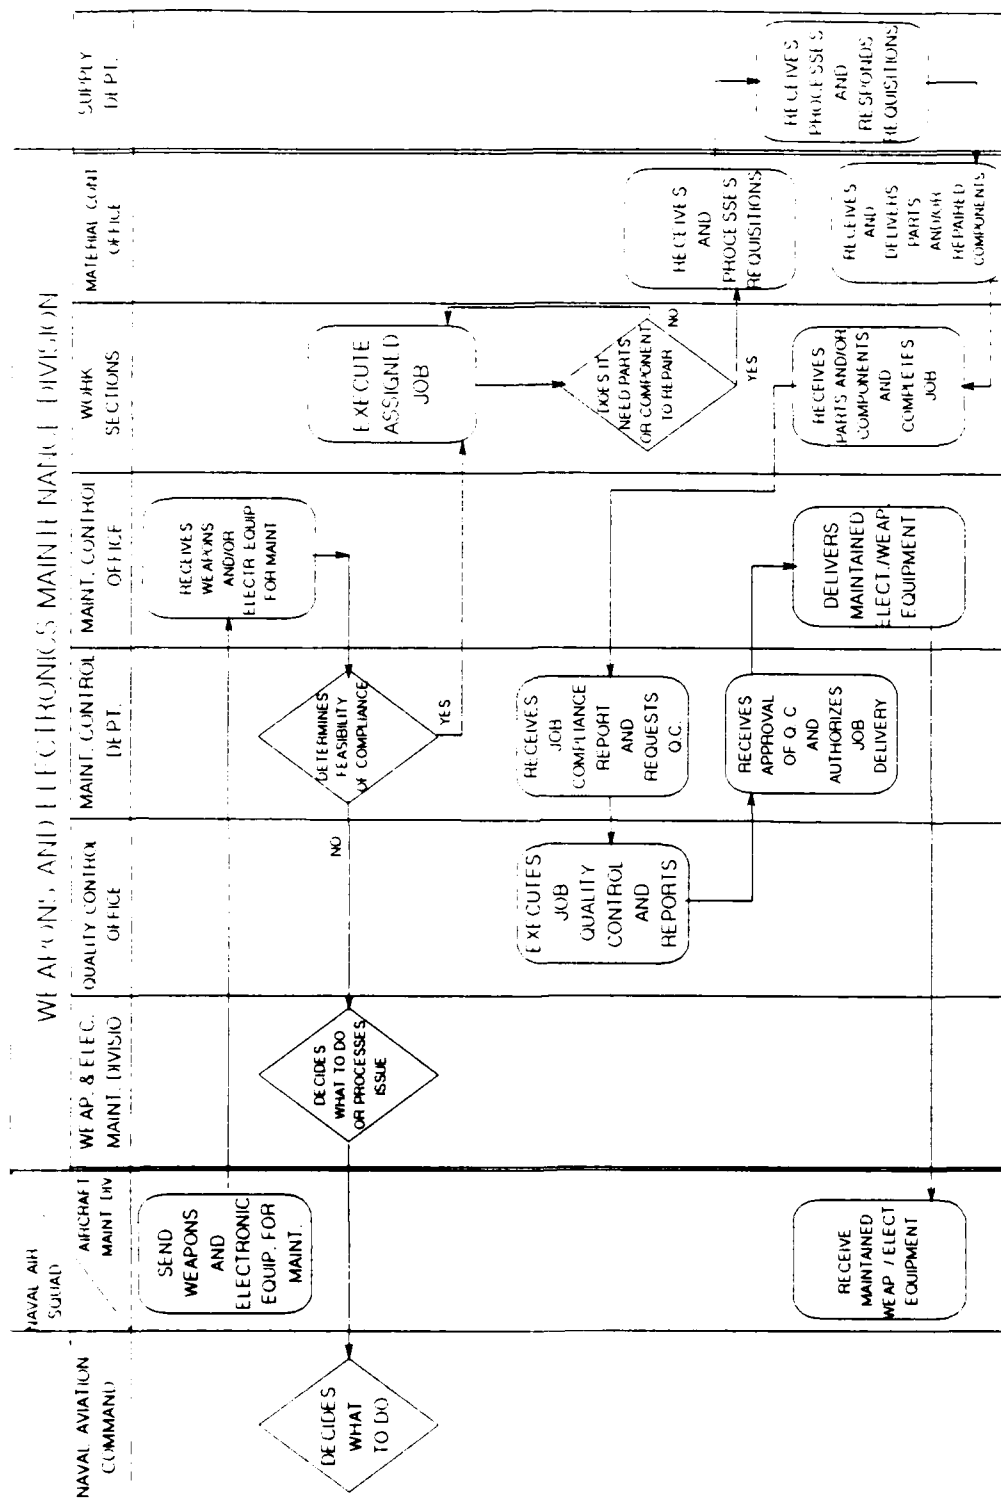 WEAPONS AND ELECTRONICS MAINTENANCE DIVISION
NAVAL AVIATION
COMMAND
NAVAL AIR
SQUAD
AIRCRAFT
MAINT DIV
WEAP. & ELEC.
MAINT. DIVISIO
QUALITY CONTROL
OFFICE
MAINT. CONTROL
DEPT.
MAINT. CONTROL
OFFICE
WORK
SECTIONS
MATERIAL CONT
OFFICE
SUPPLY
DEPT.
SEND
WEAPONS
AND
ELECTRONIC
EQUIP. FOR
MAINT.
RECEIVES
WEAPONS
AND/OR
ELECTR EQUIP
FOR MAINT
DETERMINES
FEASIBILITY
OF COMPLIANCE
NO
YES
DECIDES
WHAT TO DO
OR PROCESSES
ISSUE
DECIDES
WHAT
TO DO
EXECUTE
ASSIGNED
JOB
DOES IT
NEED PARTS
OR COMPONENT
TO REPAIR
NO
YES
RECEIVES
AND
PROCESSES
REQUISITIONS
RECEIVES
PROCESSES
AND
RESPONDS
REQUISITIONS
RECEIVES
AND
DELIVERS
PARTS
AND/OR
REPAIRED
COMPONENTS
RECEIVES
PARTS AND/OR
COMPONENTS
AND
COMPLETES
JOB
RECEIVES
JOB
COMPLIANCE
REPORT
AND
REQUESTS
Q.C.
EXECUTES
JOB
QUALITY
CONTROL
AND
REPORTS
RECEIVES
APPROVAL
OF Q C
AND
AUTHORIZES
JOB
DELIVERY
DELIVERS
MAINTAINED
ELECT./WEAP.
EQUIPMENT
RECEIVE
MAINTAINED
WEAP / ELECT
EQUIPMENT